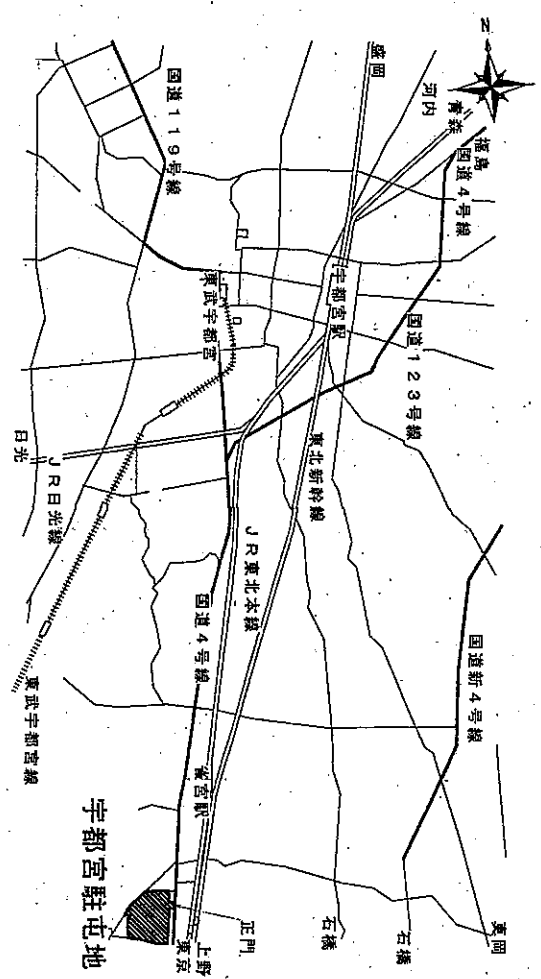 N
盛岡
河内
青森
福島
国道4号線
国道119号線
東武宇都宮
宇都宮駅
国道123号線
日光
JR日光線
東北新幹線
JR東北本線
国道4号線
国道新4号線
東武宇都宮線
雀宮駅
宇都宮駐屯地
正門
上野
東京
石橋
石橋
真岡